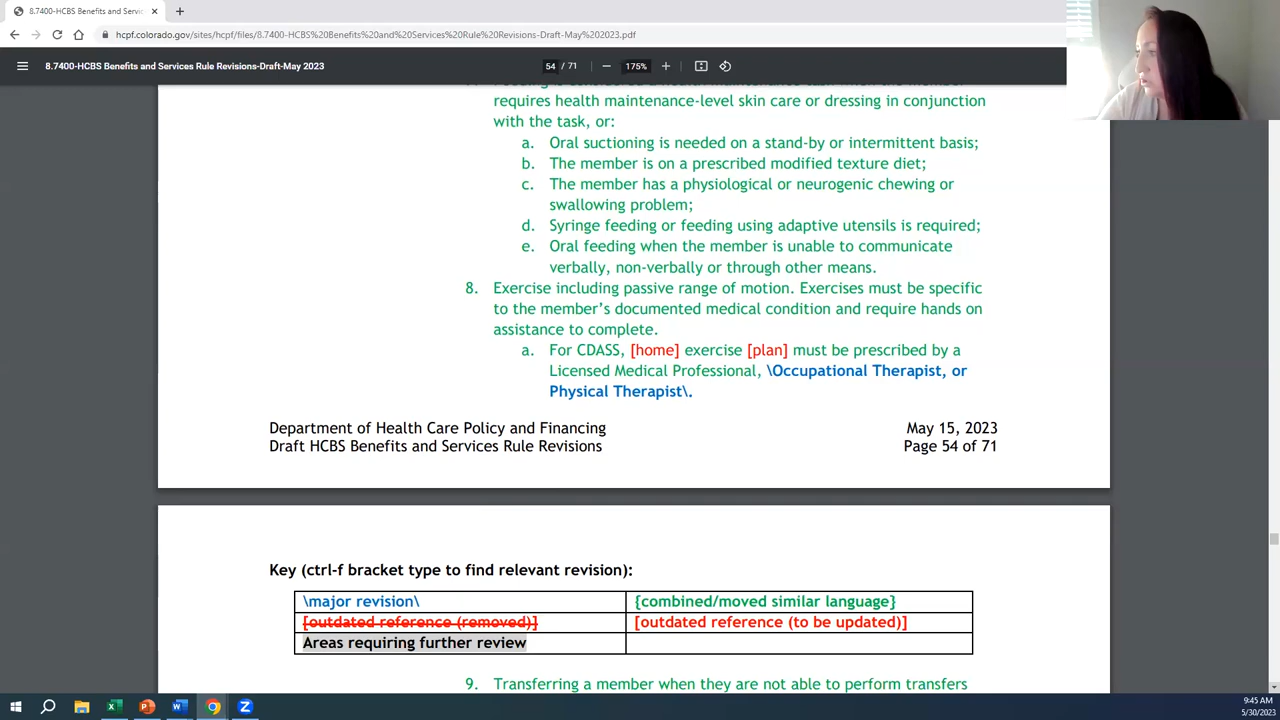 8.7400-HCBS Benefits and Servic
hcpf.colorado.gov/sites/hcpf/files/8.7400-HCBS%20Benefits%20and%20Services%20Rule%20Revisions-Draft-May%202023.pdf
8.7400-HCBS Benefits and Services Rule Revisions-Draft-May 2023
54 / 71
175%
requires health maintenance-level skin care or dressing in conjunction
with the task, or:
a. Oral suctioning is needed on a stand-by or intermittent basis;
b. The member is on a prescribed modified texture diet;
c. The member has a physiological or neurogenic chewing or
swallowing problem;
d. Syringe feeding or feeding using adaptive utensils is required;
e. Oral feeding when the member is unable to communicate
verbally, non-verbally or through other means.
8. Exercise including passive range of motion. Exercises must be specific
to the member’s documented medical condition and require hands on
assistance to complete.
a. For CDASS, [home] exercise [plan] must be prescribed by a
Licensed Medical Professional, \Occupational Therapist, or
Physical Therapist\.
Department of Health Care Policy and Financing May 15, 2023
Draft HCBS Benefits and Services Rule Revisions Page 54 of 71
Key (ctrl-f bracket type to find relevant revision):
\major revision\ {combined/moved similar language}
[outdated reference (removed)] [outdated reference (to be updated)]
Areas requiring further review
9. Transferring a member when they are not able to perform transfers
9:45 AM
5/30/2023